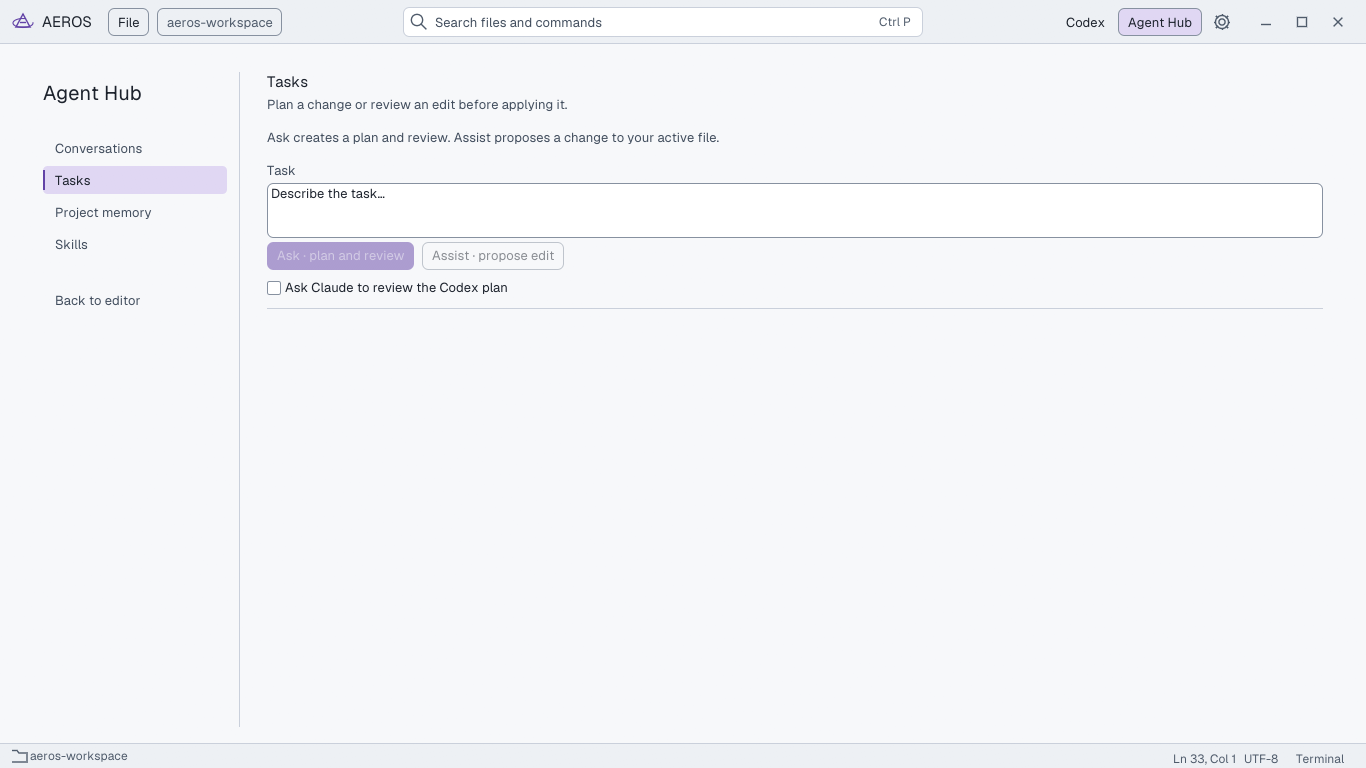 AEROS File aeros-workspace Search files and commands Ctrl P Codex Agent Hub
Agent Hub
Conversations
Tasks
Project memory
Skills
Back to editor
Tasks
Plan a change or review an edit before applying it.
Ask creates a plan and review. Assist proposes a change to your active file.
Task
Describe the task…
Ask · plan and review Assist · propose edit
Ask Claude to review the Codex plan
aeros-workspace Ln 33, Col 1 UTF-8 Terminal